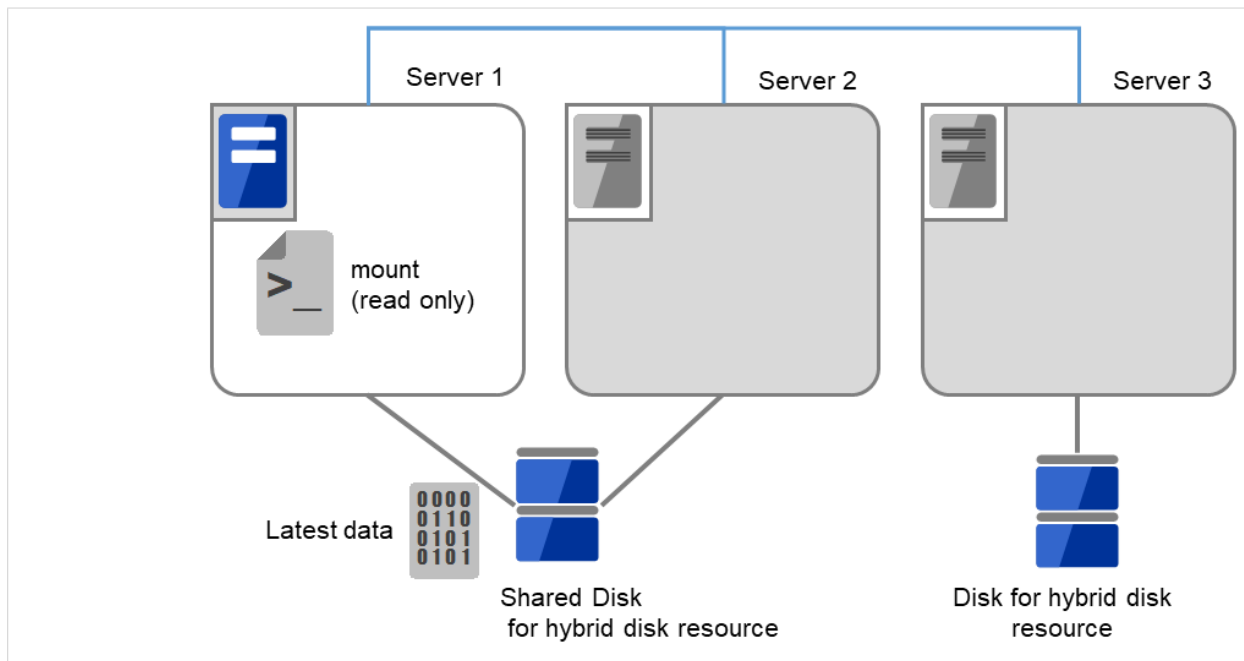 Server 1
Server 2
Server 3
>_
mount
(read only)
Latest data
0000
0110
0101
0101
Shared Disk
for hybrid disk resource
Disk for hybrid disk
resource